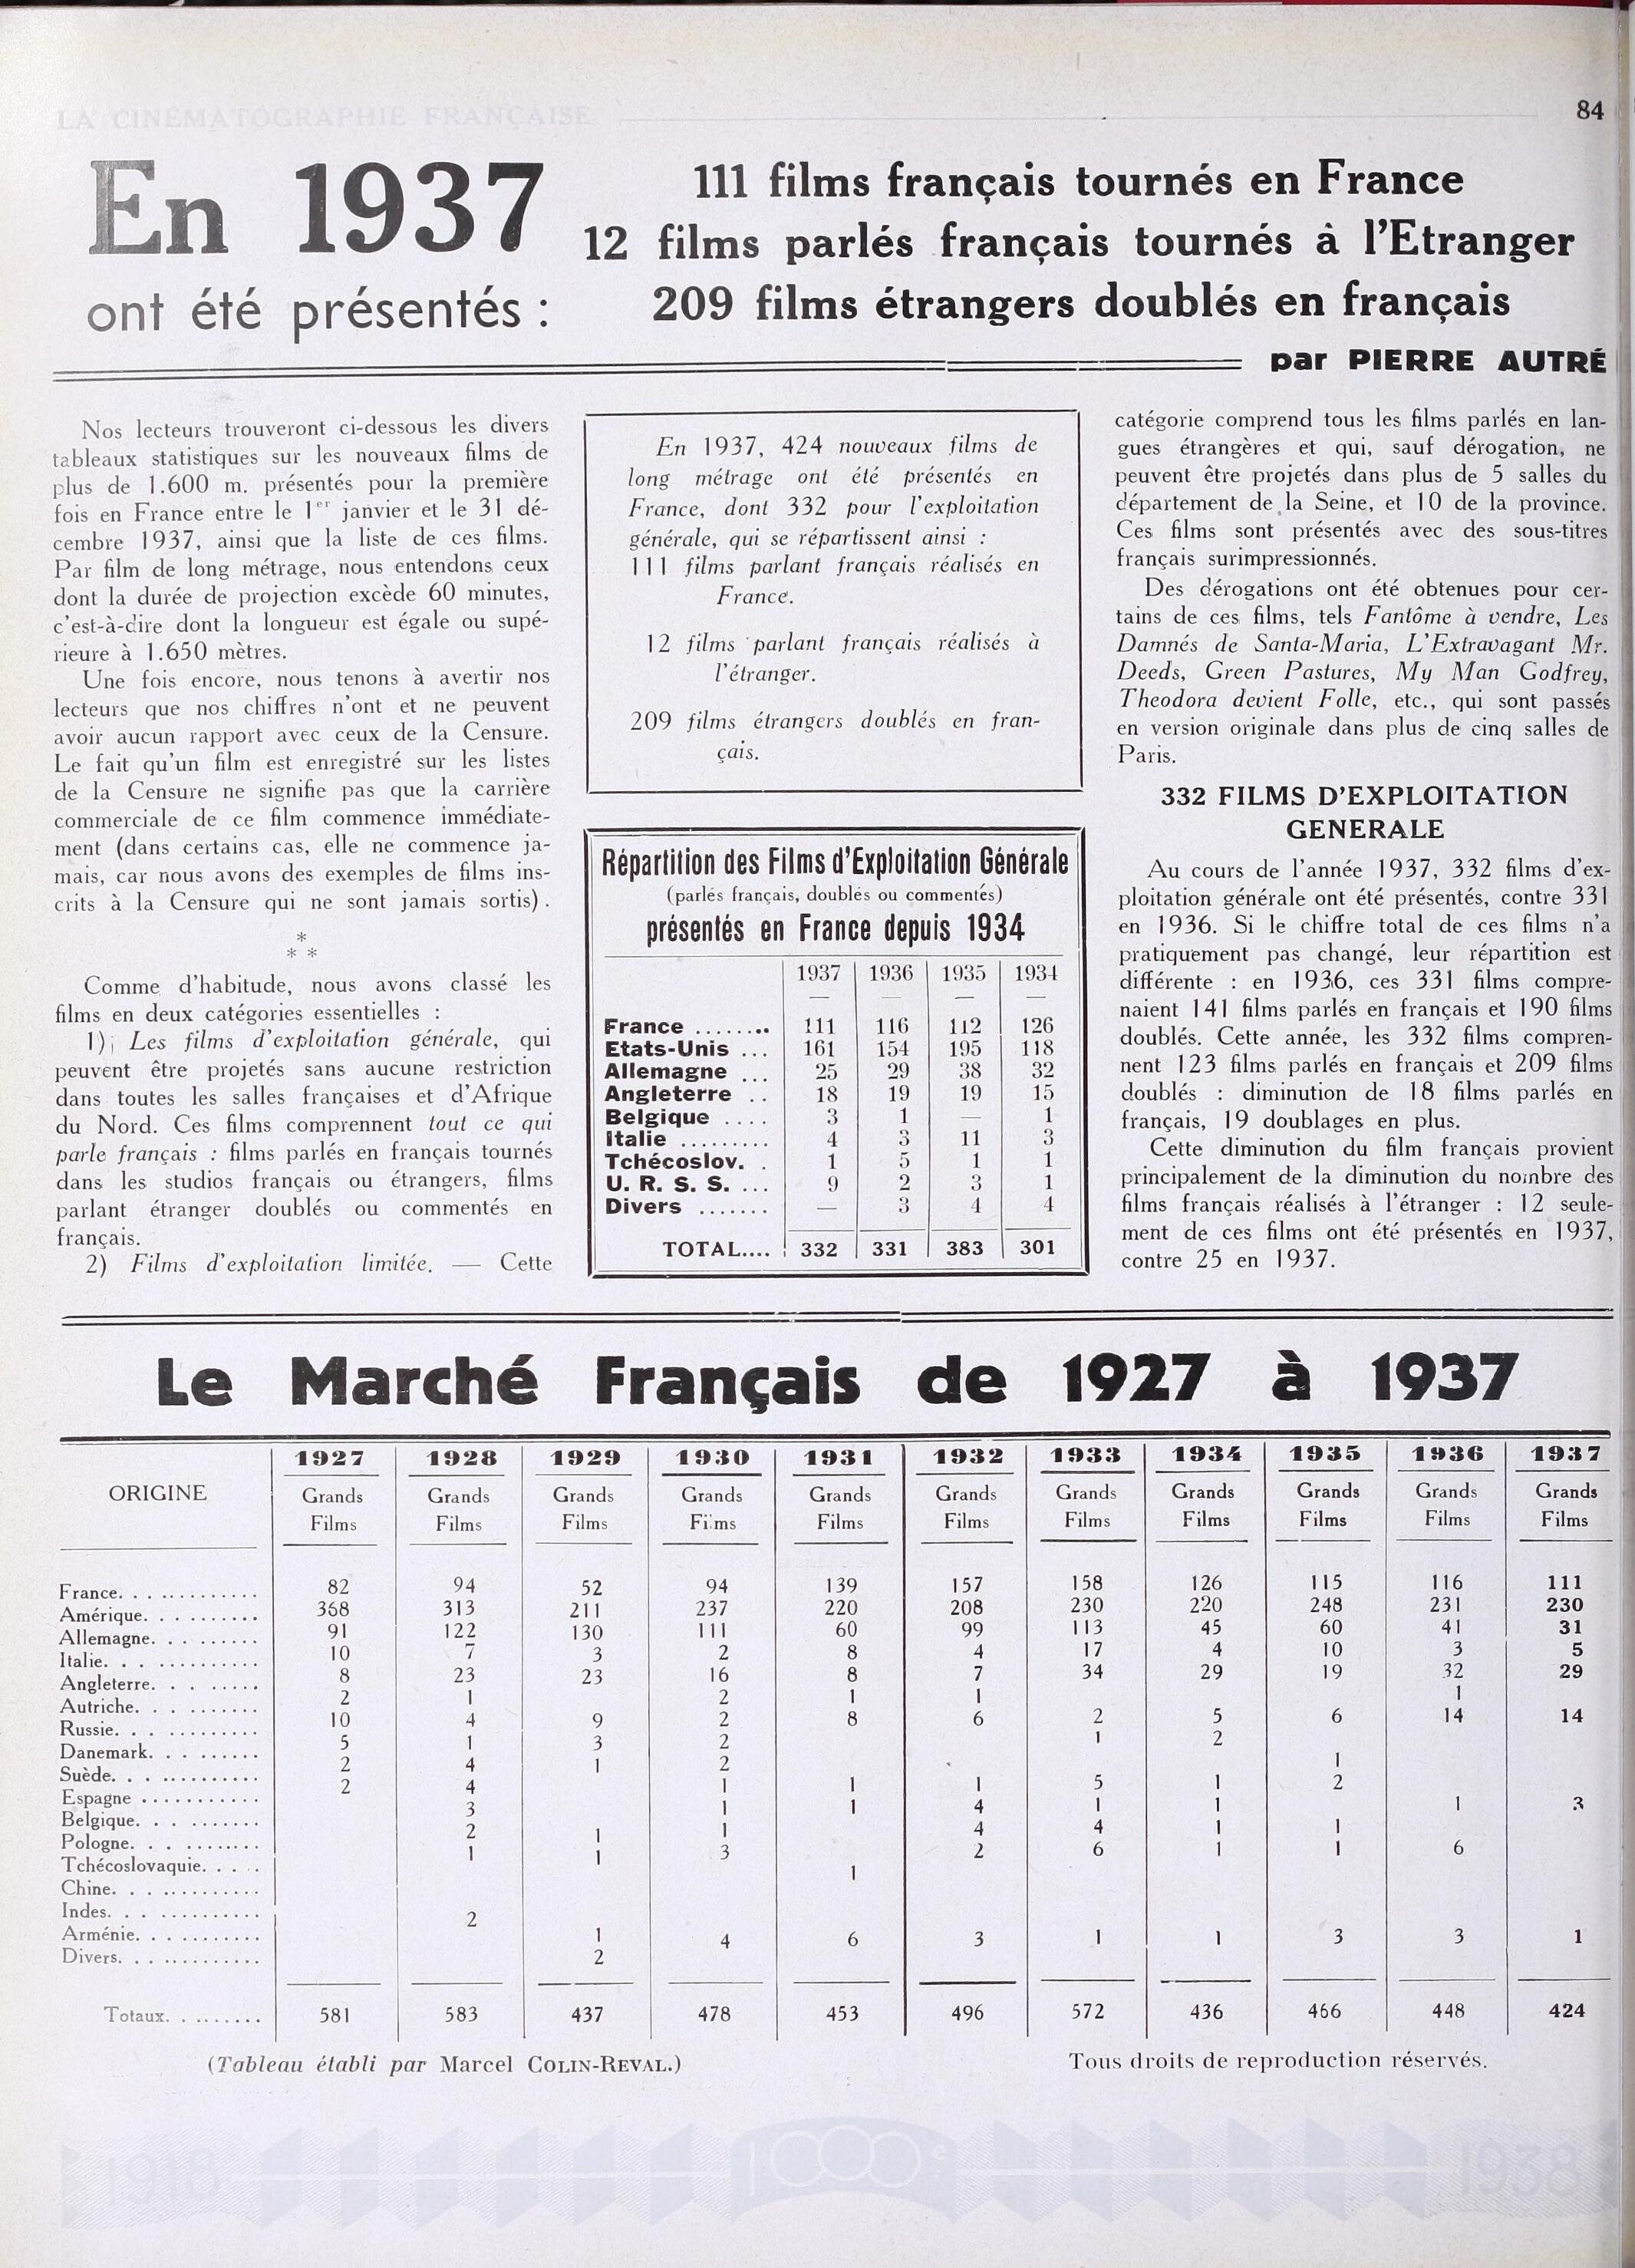 LA CINÉMATOGRAPHIE FRANÇAISE
84
En 1937
ont été présentés :
111 films français tournés en France
12 films parlés français tournés à l'Etranger
209 films étrangers doublés en français
par PIERRE AUTRÉ
Nos lecteurs trouveront ci-dessous les divers
tableaux statistiques sur les nouveaux films de
plus de 1.600 m. présentés pour la première
fois en France entre le 1er janvier et le 31 dé-
cembre 1937, ainsi que la liste de ces films.
Par film de long métrage, nous entendons ceux
dont la durée de projection excède 60 minutes,
c'est-à-dire dont la longueur est égale ou supé-
rieure à 1.650 mètres.
Une fois encore, nous tenons à avertir nos
lecteurs que nos chiffres n'ont et ne peuvent
avoir aucun rapport avec ceux de la Censure.
Le fait qu'un film est enregistré sur les listes
de la Censure ne signifie pas que la carrière
commerciale de ce film commence immédiate-
ment (dans certains cas, elle ne commence ja-
mais, car nous avons des exemples de films ins-
crits à la Censure qui ne sont jamais sortis).
*
* *
Comme d'habitude, nous avons classé les
films en deux catégories essentielles :
1) Les films d'exploitation générale, qui
peuvent être projetés sans aucune restriction
dans toutes les salles françaises et d'Afrique
du Nord. Ces films comprennent tout ce qui
parle français : films parlés en français tournés
dans les studios français ou étrangers, films
parlant étranger doublés ou commentés en
français.
2) Films d'exploitation limitée. — Cette
En 1937, 424 nouveaux films de
long métrage ont été présentés en
France, dont 332 pour l'exploitation
générale, qui se répartissent ainsi :
111 films parlant français réalisés en
France.
12 films parlant français réalisés à
l'étranger.
209 films étrangers doublés en fran-
çais.
Répartition des Films d'Exploitation Générale
(parlés français, doublés ou commentés)
présentés en France depuis 1934
1937 1936 1935 1934
— — — —
France ........ 111 116 112 126
Etats-Unis ... 161 154 195 118
Allemagne ... 25 29 38 32
Angleterre .. 18 19 19 15
Belgique .... 3 1 — 1
Italie ......... 4 3 11 3
Tchécoslov. . 1 5 1 1
U. R. S. S. ... 9 2 3 1
Divers ....... — 3 4 4
TOTAL.... 332 331 383 301
catégorie comprend tous les films parlés en lan-
gues étrangères et qui, sauf dérogation, ne
peuvent être projetés dans plus de 5 salles du
département de la Seine, et 10 de la province.
Ces films sont présentés avec des sous-titres
français surimpressionnés.
Des dérogations ont été obtenues pour cer-
tains de ces films, tels Fantôme à vendre, Les
Damnés de Santa-Maria, L'Extravagant Mr.
Deeds, Green Pastures, My Man Godfrey,
Theodora devient Folle, etc., qui sont passés
en version originale dans plus de cinq salles de
Paris.
332 FILMS D'EXPLOITATION
GENERALE
Au cours de l'année 1937, 332 films d'ex-
ploitation générale ont été présentés, contre 331
en 1936. Si le chiffre total de ces films n'a
pratiquement pas changé, leur répartition est
différente : en 1936, ces 331 films compre-
naient 141 films parlés en français et 190 films
doublés. Cette année, les 332 films compren-
nent 123 films parlés en français et 209 films
doublés : diminution de 18 films parlés en
français, 19 doublages en plus.
Cette diminution du film français provient
principalement de la diminution du nombre des
films français réalisés à l'étranger : 12 seule-
ment de ces films ont été présentés en 1937,
contre 25 en 1937.
Le Marché Français de 1927 à 1937
1927 1928 1929 1930 1931 1932 1933 1934 1935 1936 1937
ORIGINE Grands Grands Grands Grands Grands Grands Grands Grands Grands Grands Grands
Films Films Films Films Films Films Films Films Films Films Films
France. . . ............ 82 94 52 94 139 157 158 126 115 116 111
Amérique. . ......... 368 313 211 237 220 208 230 220 248 231 230
Allemagne. . . ....... 91 122 130 111 60 99 113 45 60 41 31
Italie. . . ........... 10 7 3 2 8 4 17 4 10 3 5
Angleterre. . . ...... 8 23 23 16 8 7 34 29 19 32 29
Autriche. . . ........ 2 1 2 1 1 1
Russie. . . .......... 10 4 9 2 8 6 2 5 6 14 14
Danemark. . . ....... 5 1 3 2 1 2
Suède. . . ........... 2 4 1 2 1
Espagne ........... 2 4 1 1 1 5 1 2
Belgique. . . ........ 3 1 1 4 1 1 1 3
Pologne. . . ......... 2 1 1 4 4 1 1
Tchécoslovaquie. . . . . 1 1 3 2 6 1 1 6
Chine. . . ........... 1
Indes. . . ...........
Arménie. . .......... 2
Divers. . . .......... 1 4 6 3 1 1 3 3 1
2
Totaux. . ........ 581 583 437 478 453 496 572 436 466 448 424
(Tableau établi par Marcel COLIN-REVAL.)
Tous droits de reproduction réservés.
1918
1000e
1938